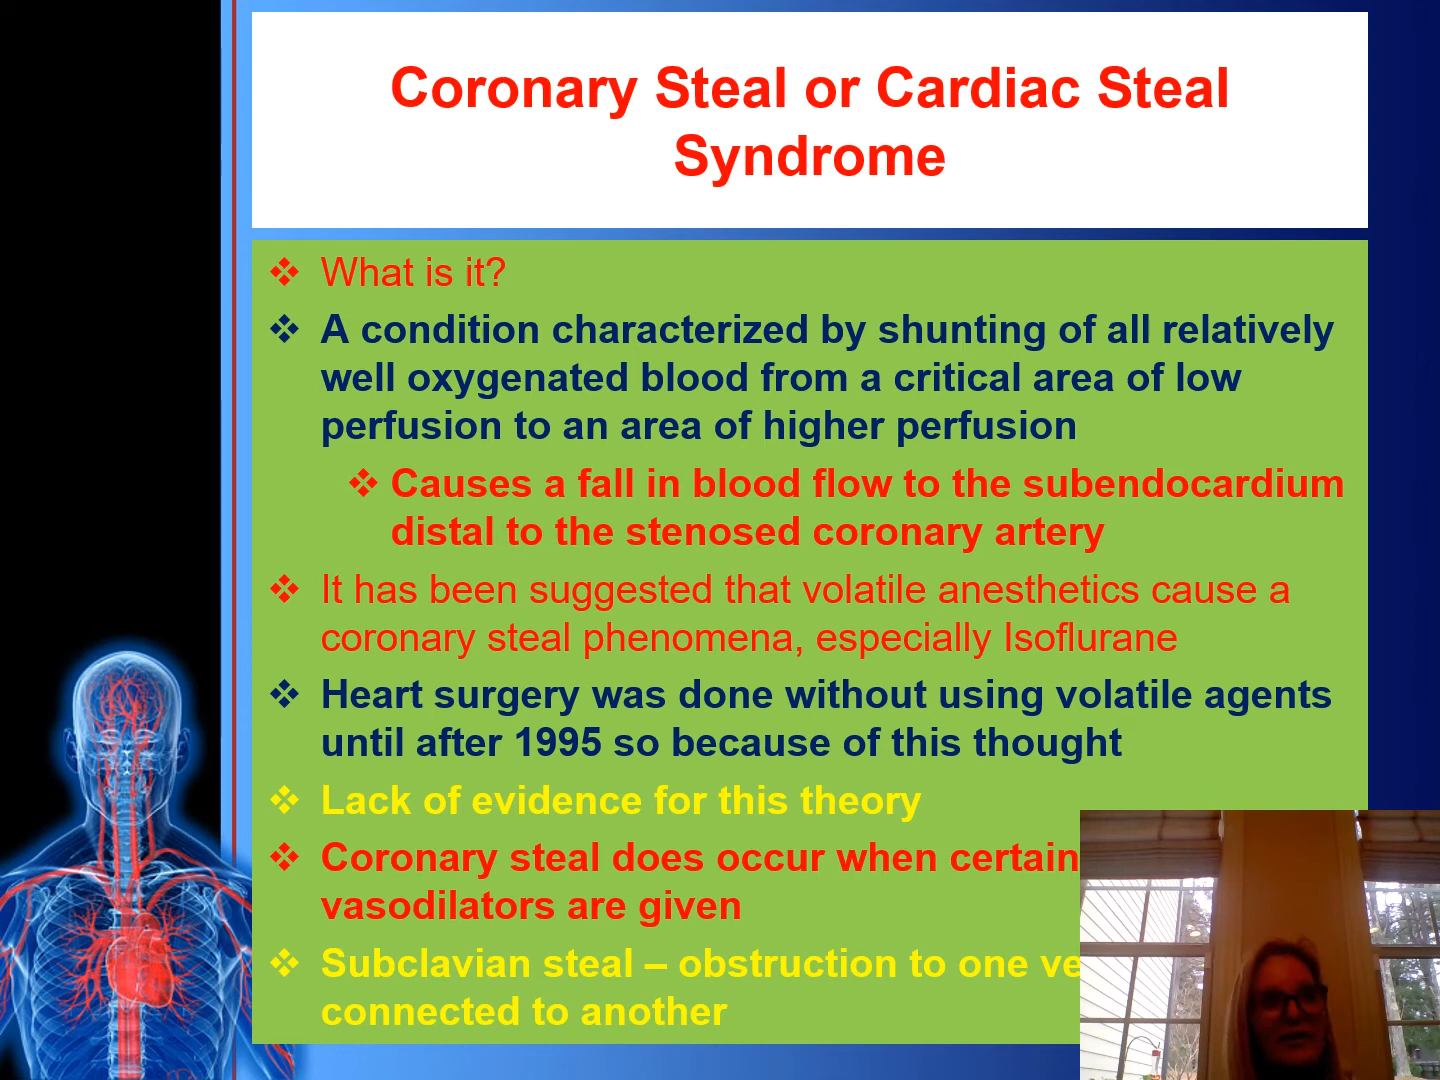 Coronary Steal or Cardiac Steal
Syndrome
❖ What is it?
❖ A condition characterized by shunting of all relatively
well oxygenated blood from a critical area of low
perfusion to an area of higher perfusion
❖ Causes a fall in blood flow to the subendocardium
distal to the stenosed coronary artery
❖ It has been suggested that volatile anesthetics cause a
coronary steal phenomena, especially Isoflurane
❖ Heart surgery was done without using volatile agents
until after 1995 so because of this thought
❖ Lack of evidence for this theory
❖ Coronary steal does occur when certain
vasodilators are given
❖ Subclavian steal – obstruction to one
connected to another